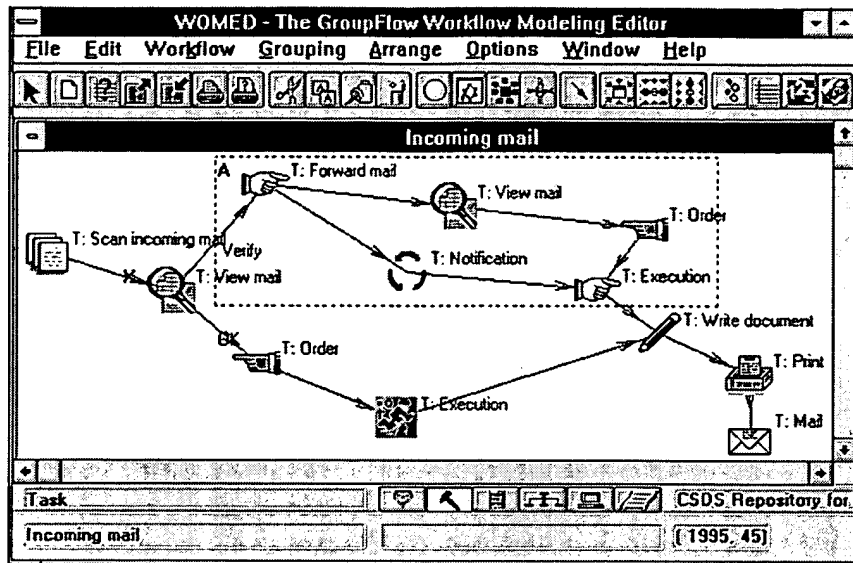 WOMED - The GroupFlow Workflow Modeling Editor
File Edit Workflow Grouping Arrange Options Window Help
Incoming mail
A
T: Forward mail
T: View mail
T: Order
T: Scan incoming mail
Verify
T: View mail
T: Notification
T: Execution
X
OK
T: Order
T: Write document
T: Execution
T: Print
T: Mail
Task
CSDS Repository for
Incoming mail
[ 1995, 45]